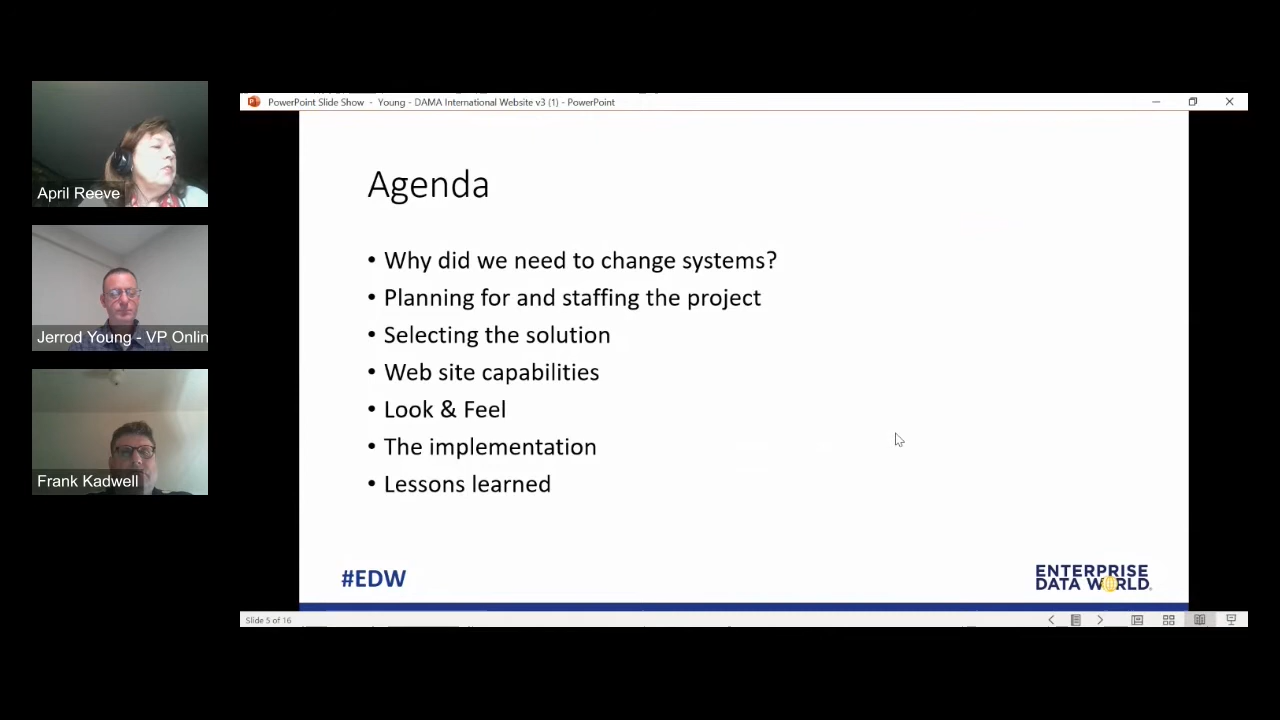 April Reeve
Jerrod Young - VP Onlin
Frank Kadwell
PowerPoint Slide Show - Young - DAMA International Website v3 (1) - PowerPoint
Agenda
• Why did we need to change systems?
• Planning for and staffing the project
• Selecting the solution
• Web site capabilities
• Look & Feel
• The implementation
• Lessons learned
#EDW
ENTERPRISE
DATA WORLD
Slide 5 of 16